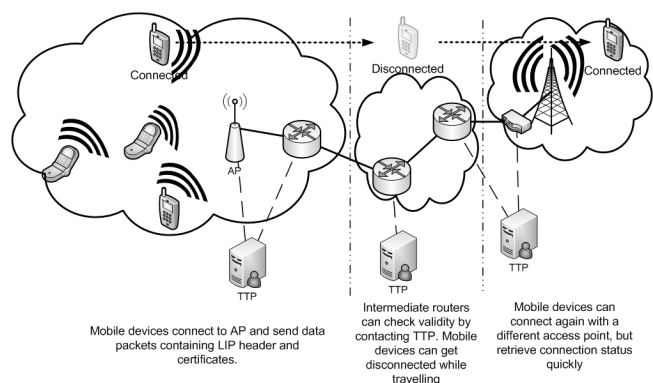 Connected
Disconnected
Connected
AP
TTP
TTP
TTP
Mobile devices connect to AP and send data
packets containing LIP header and
certificates.
Intermediate routers
can check validity by
contacting TTP. Mobile
devices can get
disconnected while
travelling
Mobile devices can
connect again with a
different access point, but
retrieve connection status
quickly